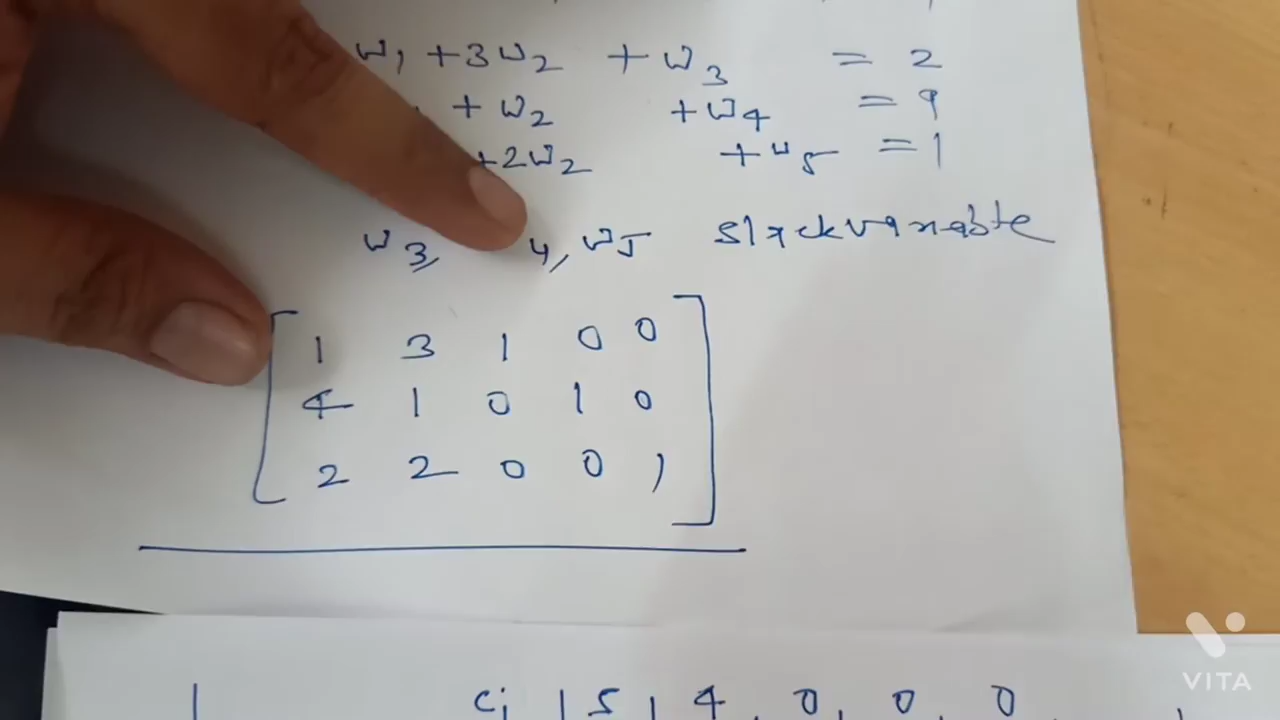 w₁ + 3w₂ + w₃ = 2
+ w₂ + w₄ = 9
+ 2w₂ + w₅ = 1
w₃, 4, w₅ slackvariable
1 3 1 0 0
4 1 0 1 0
2 2 0 0 1
Cj | 5 | 4 0 0 0
VITA